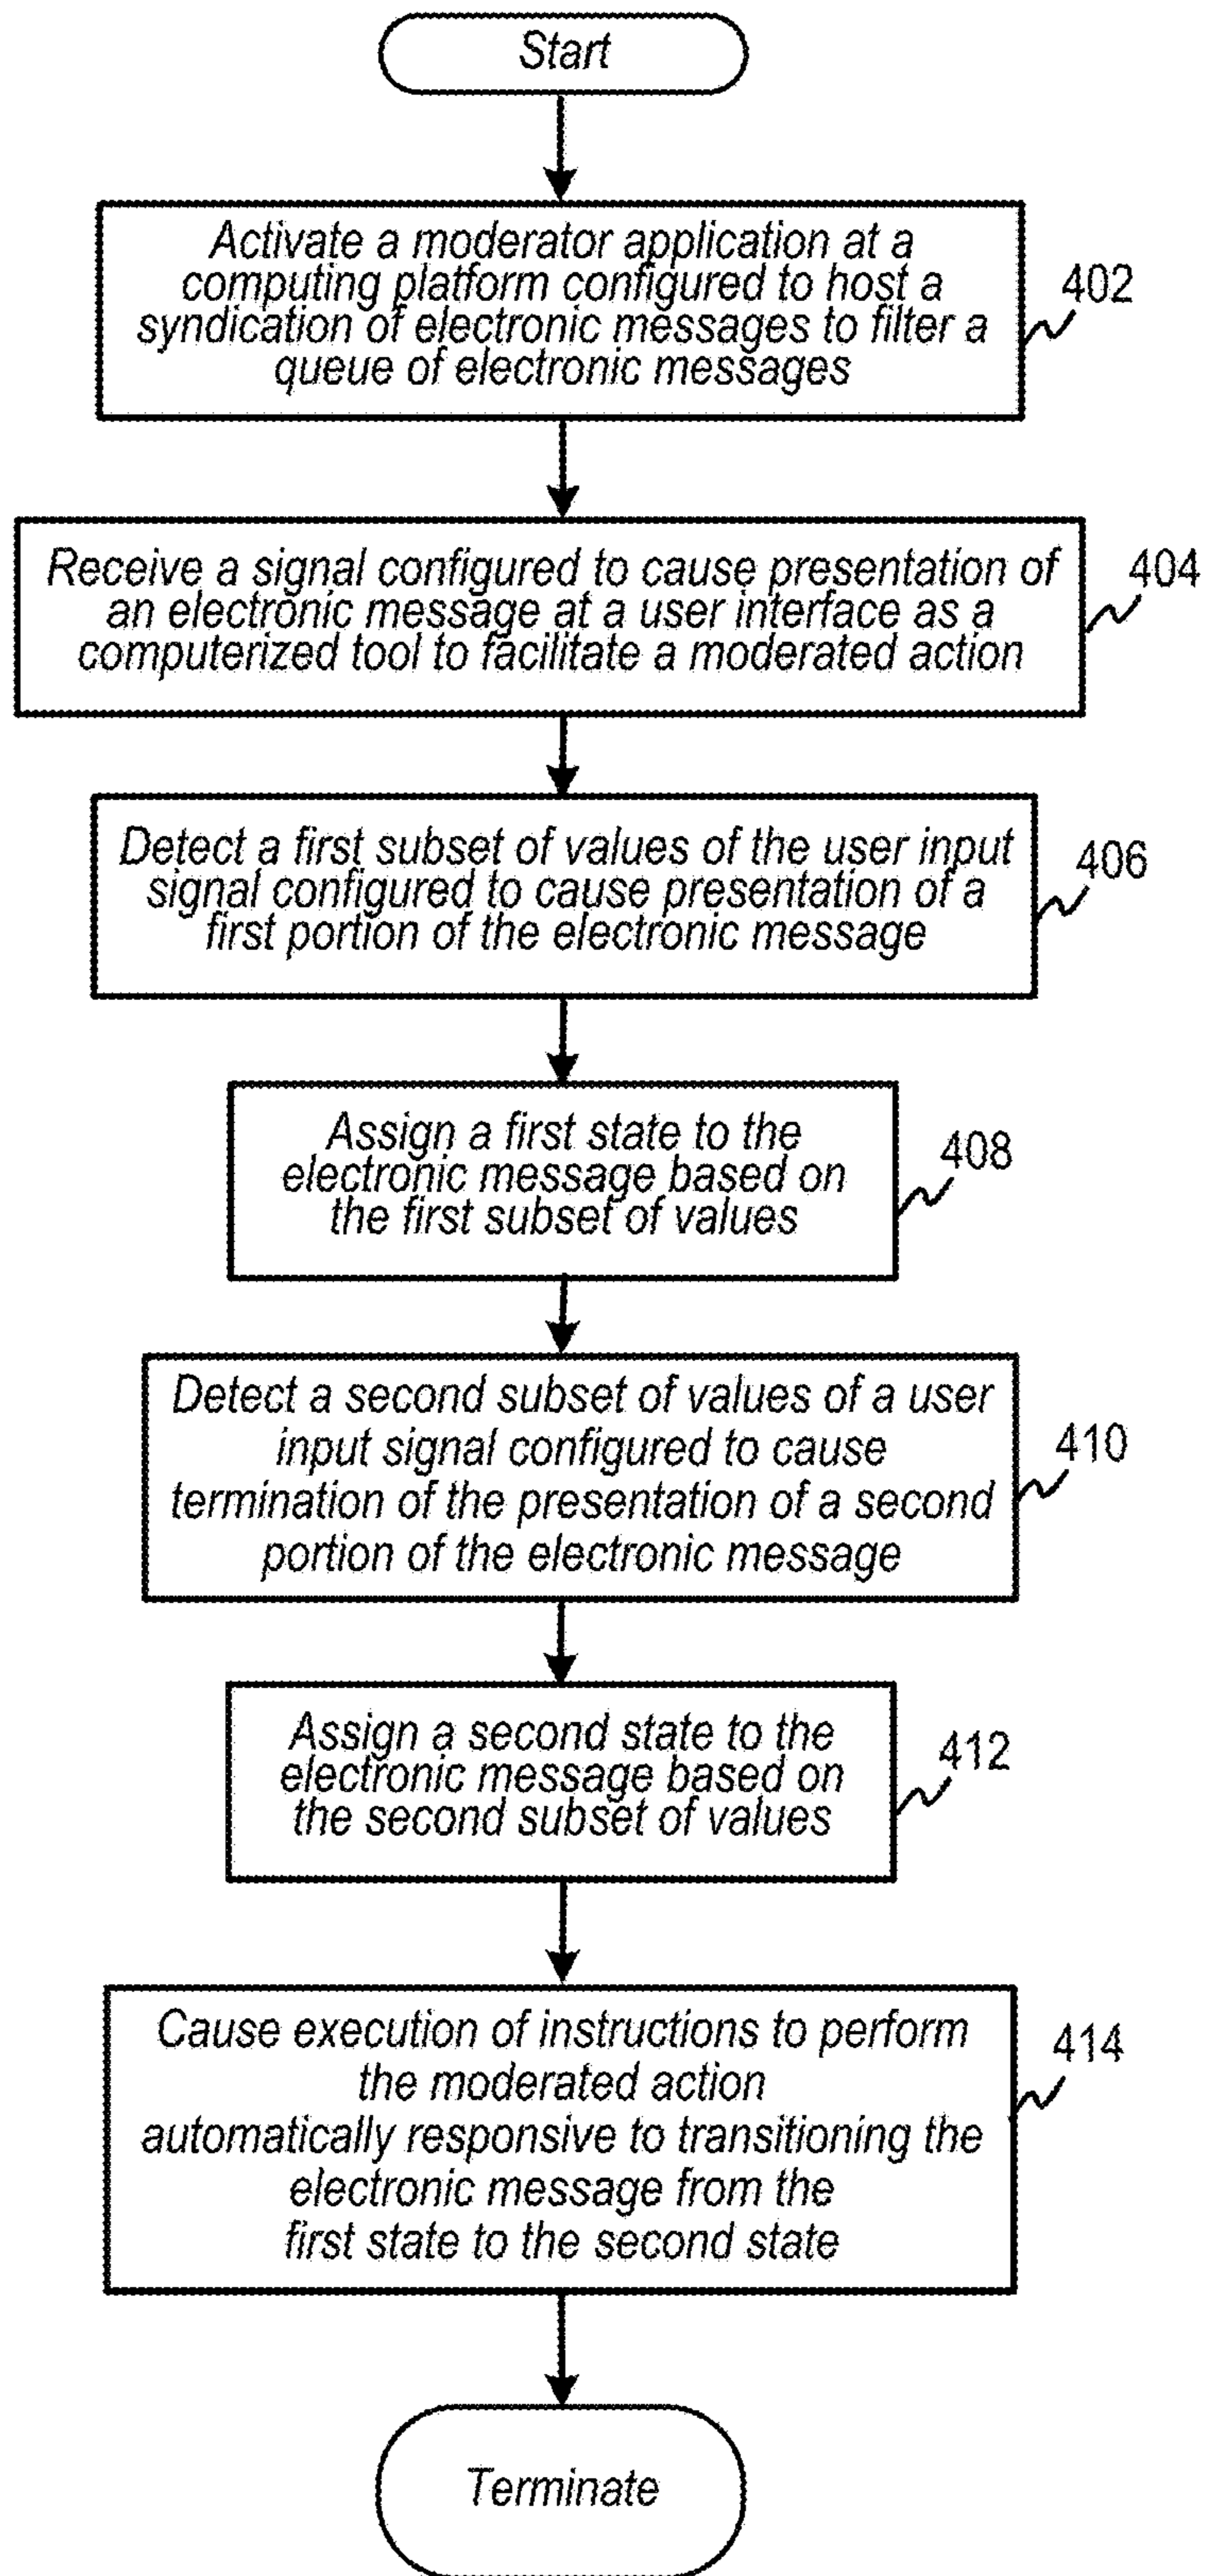 Start
Activate a moderator application at a
computing platform configured to host a
syndication of electronic messages to filter a
queue of electronic messages
402
Receive a signal configured to cause presentation of
an electronic message at a user interface as a
computerized tool to facilitate a moderated action
404
Detect a first subset of values of the user input
signal configured to cause presentation of a
first portion of the electronic message
406
Assign a first state to the
electronic message based on
the first subset of values
408
Detect a second subset of values of a user
input signal configured to cause
termination of the presentation of a second
portion of the electronic message
410
Assign a second state to the
electronic message based on
the second subset of values
412
Cause execution of instructions to perform
the moderated action
automatically responsive to transitioning the
electronic message from the
first state to the second state
414
Terminate